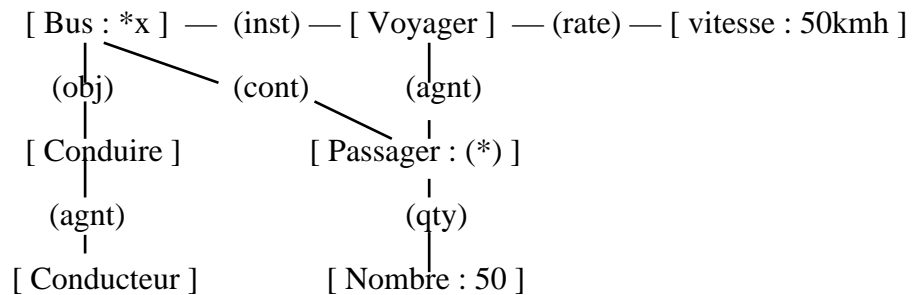 [ Bus : *x ] — (inst) — [ Voyager ] — (rate) — [ vitesse : 50kmh ]
(obj) (cont) (agnt)
[ Conduire ] [ Passager : (*) ]
(agnt) (qty)
[ Conducteur ] [ Nombre : 50 ]